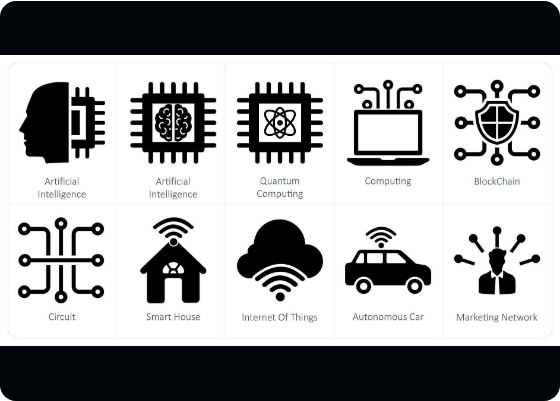 Artificial
Intelligence
Artificial
Intelligence
Quantum
Computing
Computing
BlockChain
Circuit
Smart House
Internet Of Things
Autonomous Car
Marketing Network